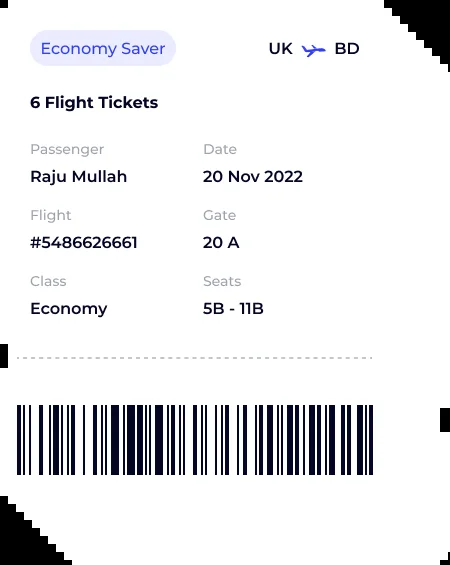 Economy Saver
UK BD
6 Flight Tickets
Passenger Date
Raju Mullah 20 Nov 2022
Flight Gate
#5486626661 20 A
Class Seats
Economy 5B - 11B